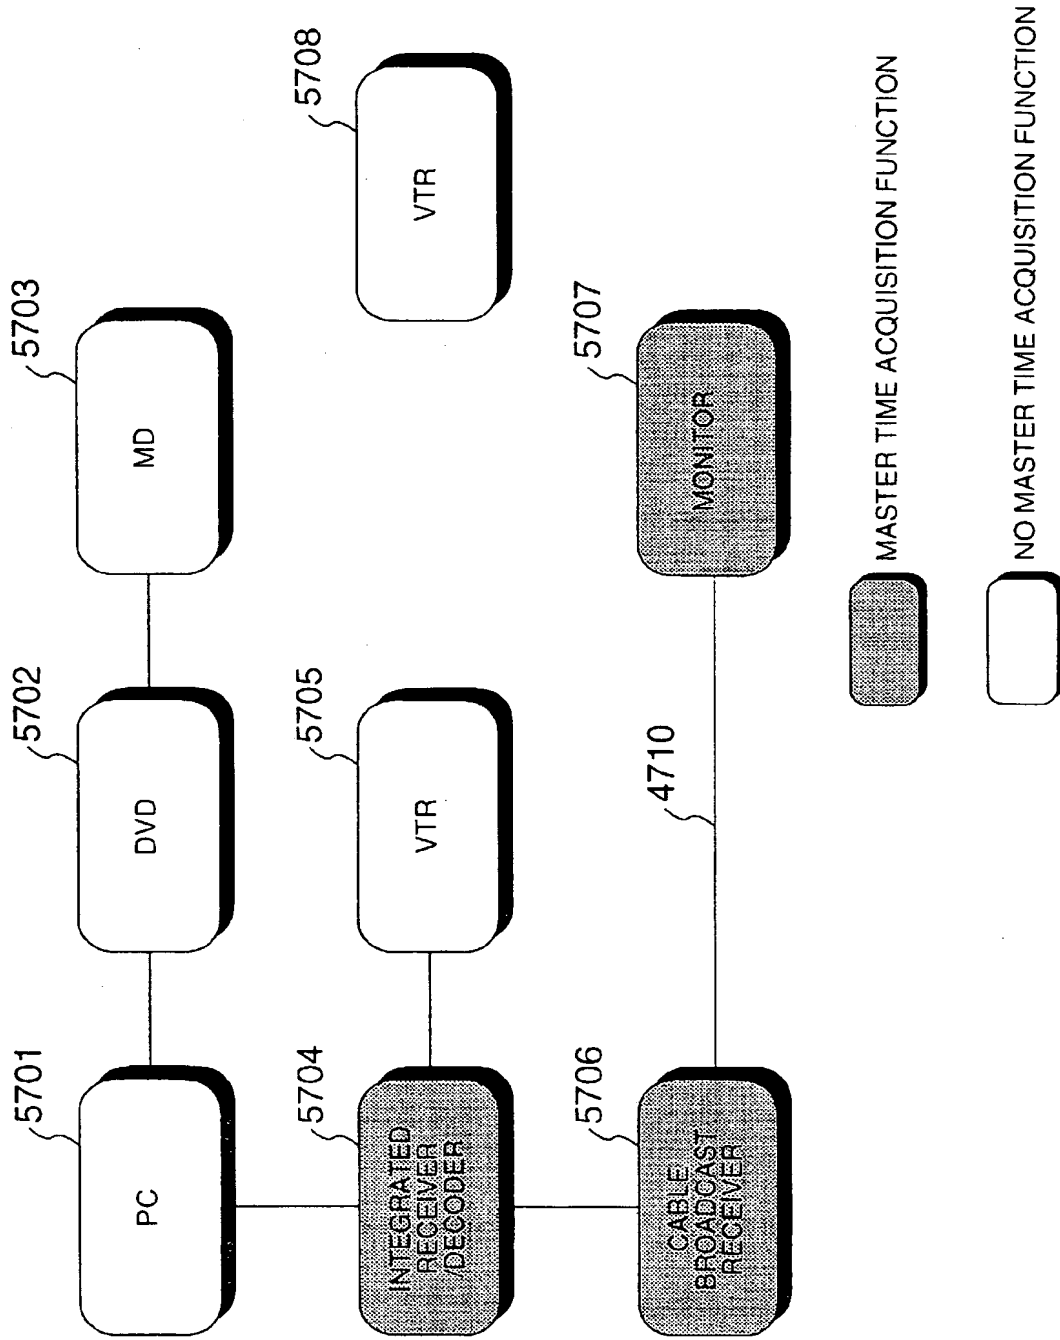 5701
PC
5702
DVD
5703
MD
5704
INTEGRATED
RECEIVER
/DECODER
5705
VTR
5708
VTR
5706
CABLE
BROADCAST
RECEIVER
4710
5707
MONITOR
MASTER TIME ACQUISITION FUNCTION
NO MASTER TIME ACQUISITION FUNCTION